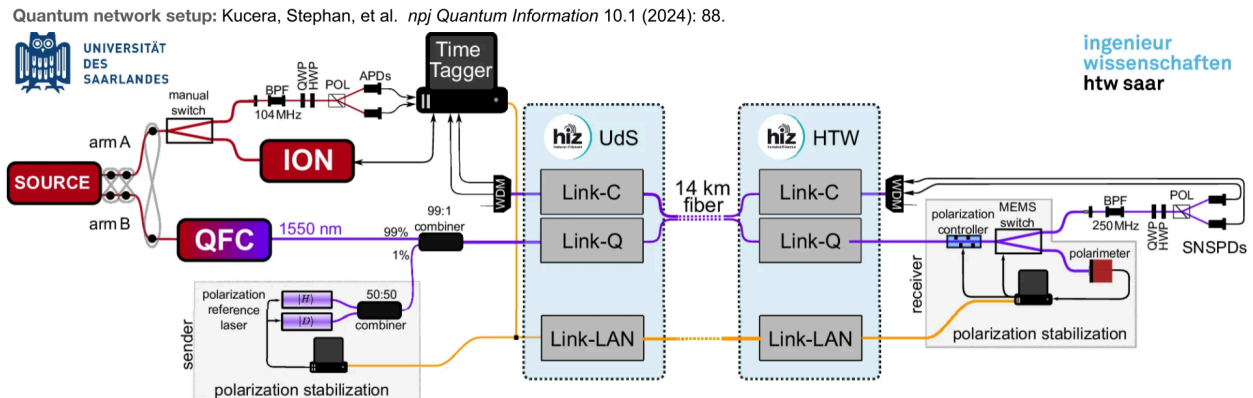 Quantum network setup: Kucera, Stephan, et al. npj Quantum Information 10.1 (2024): 88.
UNIVERSITÄT
DES
SAARLANDES
ingenieur
wissenschaften
htw saar
Time
Tagger
manual
switch
BPF
104 MHz
QWP
HWP
POL
APDs
arm A
SOURCE
arm B
ION
QFC
1550 nm
99%
1%
99:1
combiner
WDM
hiz
UdS
Link-C
Link-Q
Link-LAN
14 km
fiber
hiz
HTW
Link-C
Link-Q
Link-LAN
WDM
polarization
controller
MEMS
switch
BPF
250 MHz
QWP
HWP
POL
SNSPDs
polarimeter
receiver
polarization stabilization
sender
polarization
reference
laser
|H⟩
|D⟩
50:50
combiner
polarization stabilization